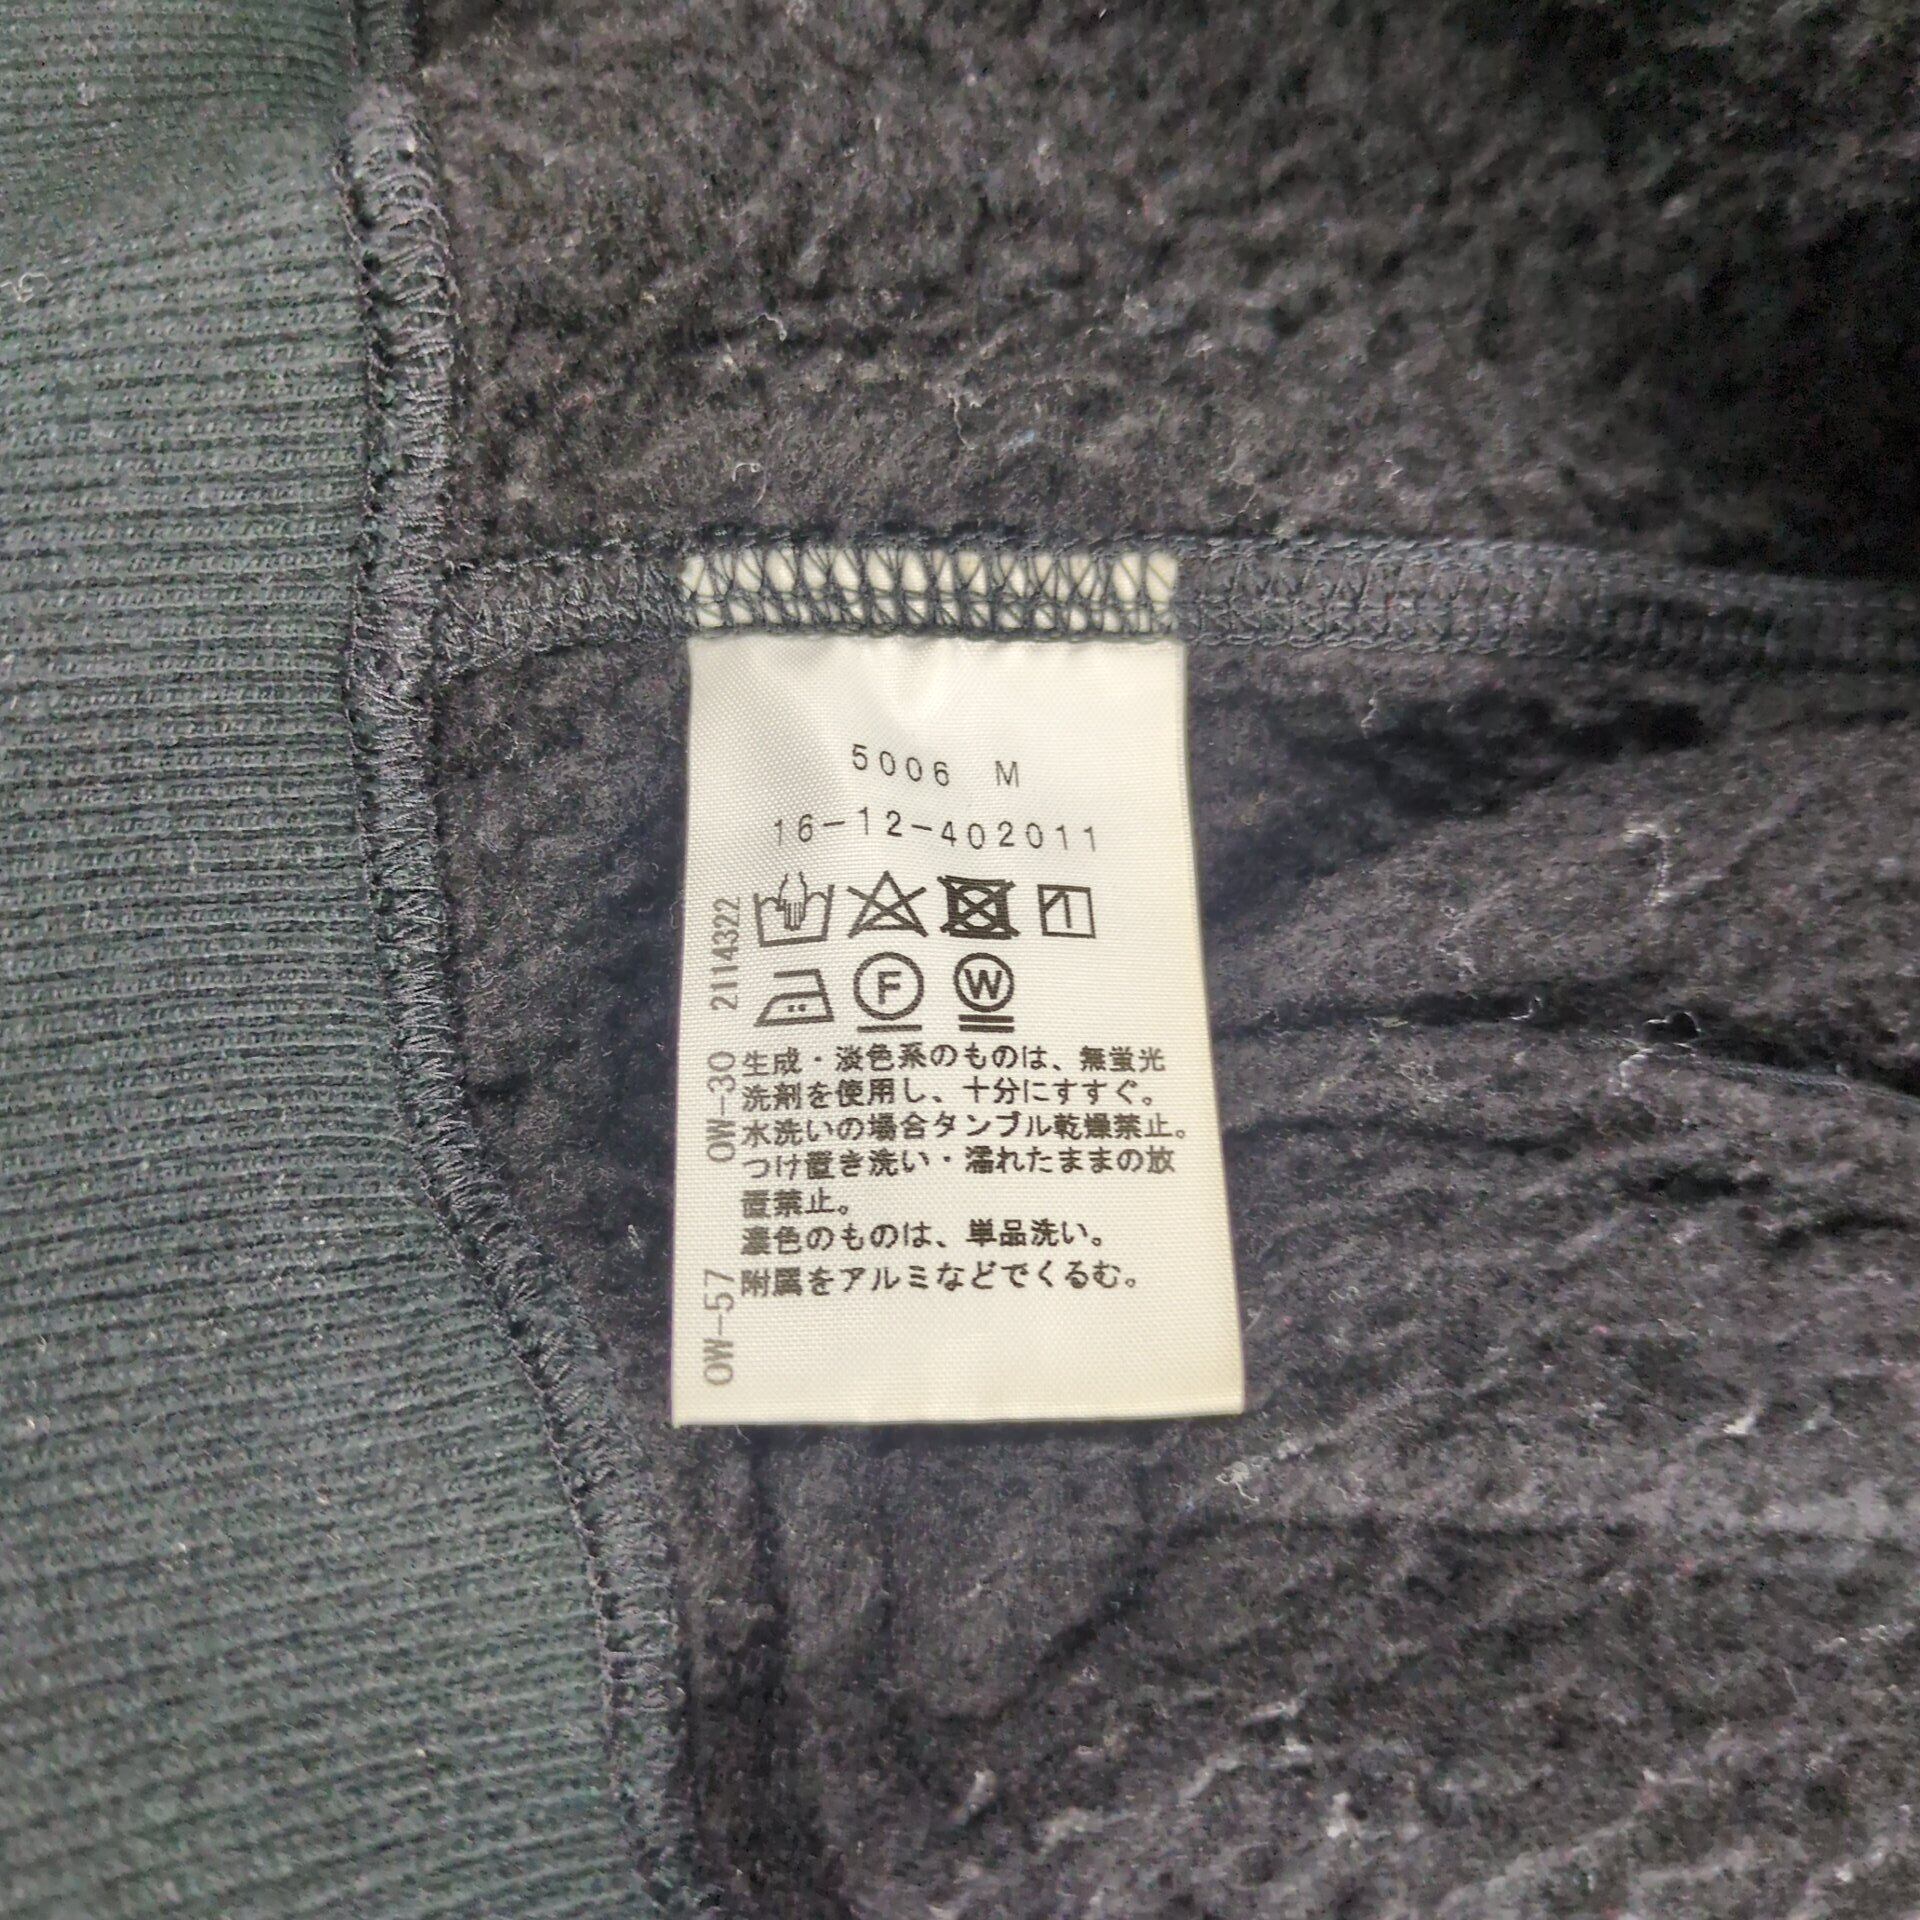 5006 M
16-12-402011
F W
生成・淡色系のものは、無蛍光
洗剤を使用し、十分にすすぐ。
水洗いの場合タンブル乾燥禁止。
つけ置き洗い・濡れたままの放
置禁止。
濃色のものは、単品洗い。
附属をアルミなどでくるむ。
OW-57 OW-30 2114322